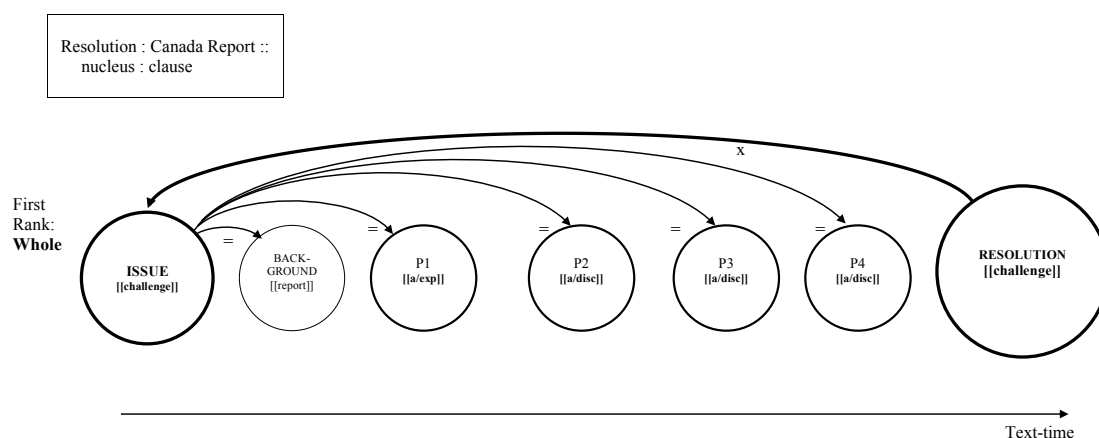 Resolution : Canada Report ::
nucleus : clause
x
First
Rank:
Whole
ISSUE
[[challenge]]
=
BACK-
GROUND
[[report]]
=
P1
[[a/exp]]
=
P2
[[a/disc]]
=
P3
[[a/disc]]
=
P4
[[a/disc]]
RESOLUTION
[[challenge]]
Text-time